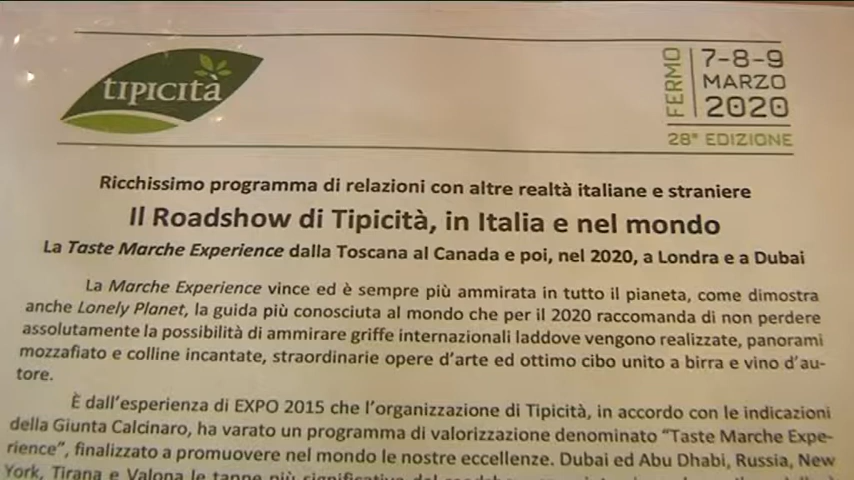 tipicità
FERMO
7-8-9
MARZO
2020
28ª EDIZIONE
Ricchissimo programma di relazioni con altre realtà italiane e straniere
Il Roadshow di Tipicità, in Italia e nel mondo
La Taste Marche Experience dalla Toscana al Canada e poi, nel 2020, a Londra e a Dubai
La Marche Experience vince ed è sempre più ammirata in tutto il pianeta, come dimostra
anche Lonely Planet, la guida più conosciuta al mondo che per il 2020 raccomanda di non perdere
assolutamente la possibilità di ammirare griffe internazionali laddove vengono realizzate, panorami
mozzafiato e colline incantate, straordinarie opere d'arte ed ottimo cibo unito a birra e vino d'au-
tore.
È dall'esperienza di EXPO 2015 che l'organizzazione di Tipicità, in accordo con le indicazioni
della Giunta Calcinaro, ha varato un programma di valorizzazione denominato "Taste Marche Expe-
rience", finalizzato a promuovere nel mondo le nostre eccellenze. Dubai ed Abu Dhabi, Russia, New
York, Tirana e Valona le tappe più significative del